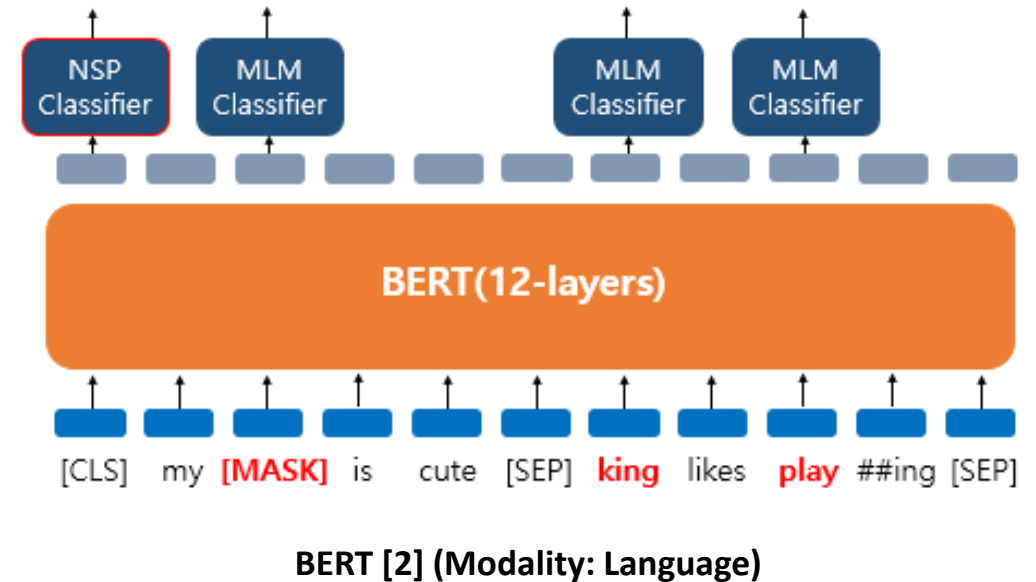 NSP
Classifier
MLM
Classifier
MLM
Classifier
MLM
Classifier
BERT(12-layers)
[CLS] my [MASK] is cute [SEP] king likes play ##ing [SEP]
BERT [2] (Modality: Language)